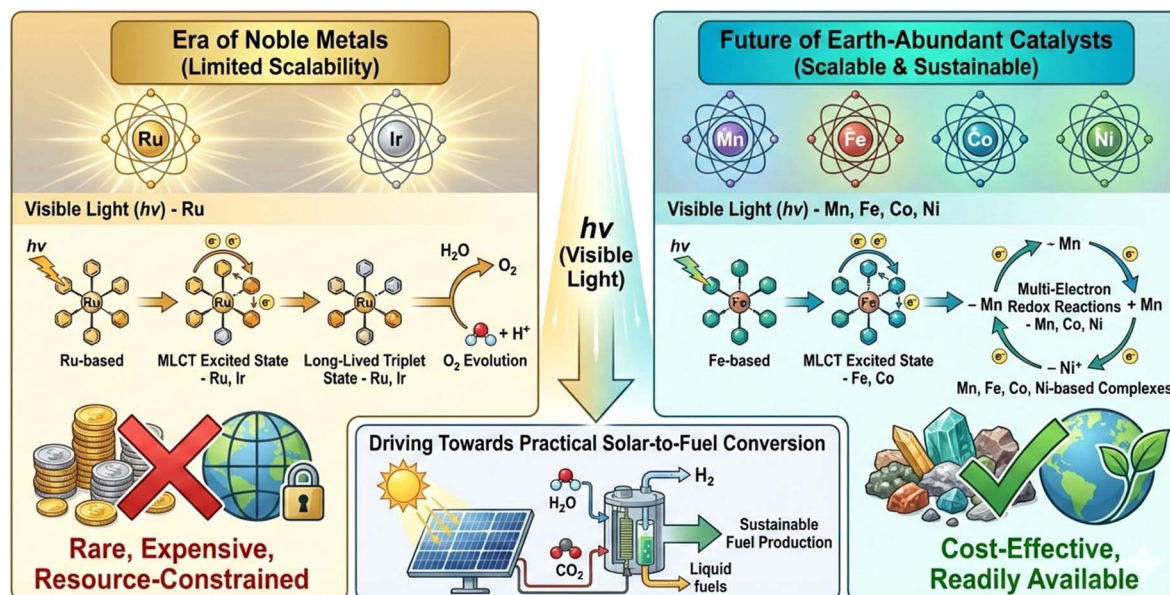 Era of Noble Metals
(Limited Scalability)
Ru
Ir
Visible Light (hv) - Ru
hv
Ru
Ru-based
e⁻ e⁻
Ru
e⁻
MLCT Excited State
- Ru, Ir
Ru
Long-Lived Triplet
State - Ru, Ir
H₂O
O₂
+ H⁺
O₂ Evolution
Rare, Expensive,
Resource-Constrained
hv
(Visible
Light)
Future of Earth-Abundant Catalysts
(Scalable & Sustainable)
Mn
Fe
Co
Ni
Visible Light (hv) - Mn, Fe, Co, Ni
hv
Fe
Fe-based
e⁻ e⁻
Fe
e⁻
MLCT Excited State
- Fe, Co
- Mn
e⁻
e⁻
Multi-Electron
- Mn
Redox Reactions
+ Mn
- Mn, Co, Ni
e⁻
e⁻
- Ni⁺
Mn, Fe, Co, Ni-based Complexes
Cost-Effective,
Readily Available
Driving Towards Practical Solar-to-Fuel Conversion
H₂O
CO₂
H₂
Sustainable
Fuel Production
Liquid
fuels